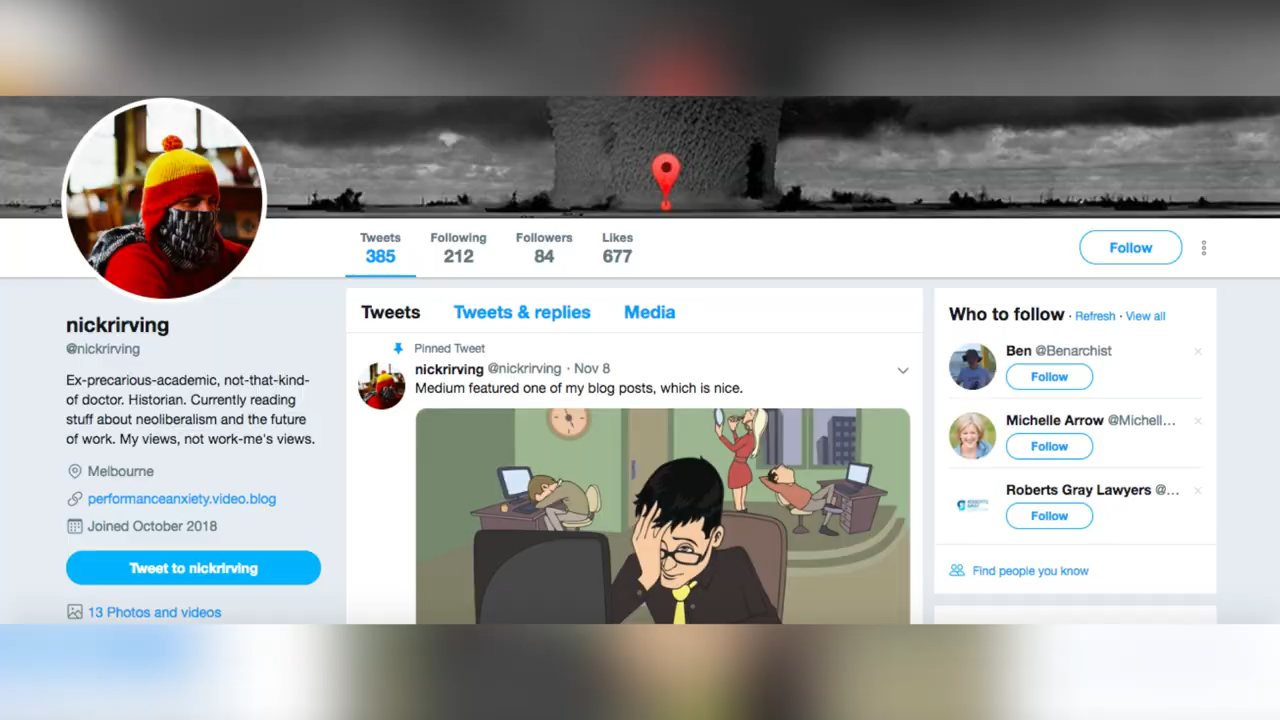 Tweets
385
Following
212
Followers
84
Likes
677
Follow
nickrirving
@nickrirving
Ex-precarious-academic, not-that-kind-
of doctor. Historian. Currently reading
stuff about neoliberalism and the future
of work. My views, not work-me's views.
Melbourne
performanceanxiety.video.blog
Joined October 2018
Tweet to nickrirving
13 Photos and videos
Tweets Tweets & replies Media
Pinned Tweet
nickrirving @nickrirving · Nov 8
Medium featured one of my blog posts, which is nice.
Who to follow · Refresh · View all
Ben @Benarchist
Follow
Michelle Arrow @Michell...
Follow
Roberts Gray Lawyers @...
Follow
Find people you know